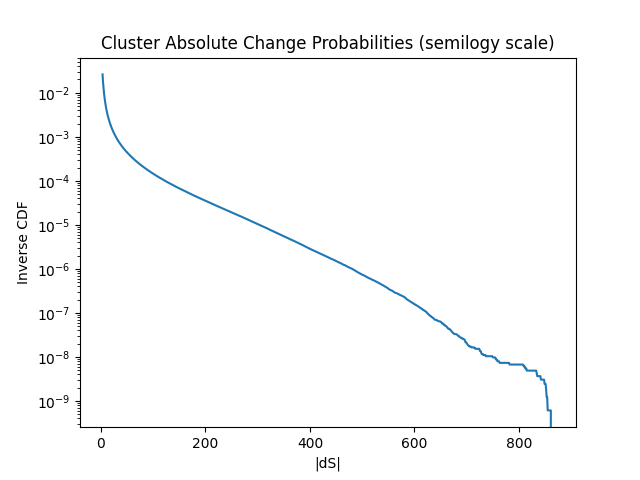 Cluster Absolute Change Probabilities (semilogy scale)
Inverse CDF
10⁻²
10⁻³
10⁻⁴
10⁻⁵
10⁻⁶
10⁻⁷
10⁻⁸
10⁻⁹
0 200 400 600 800
|dS|